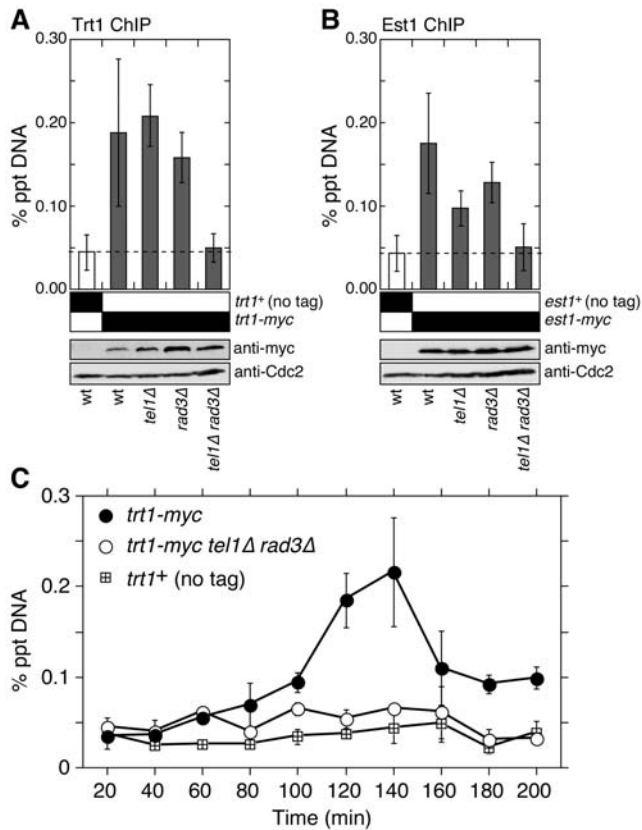 A
Trt1 ChIP
0.30
0.20
0.10
0.00
% ppt DNA
trt1+ (no tag)
trt1-myc
anti-myc
anti-Cdc2
wt
wt
tel1Δ
rad3Δ
tel1Δ rad3Δ
B
Est1 ChIP
0.30
0.20
0.10
0.00
% ppt DNA
est1+ (no tag)
est1-myc
anti-myc
anti-Cdc2
wt
wt
tel1Δ
rad3Δ
tel1Δ rad3Δ
C
0.3
0.2
0.1
0
% ppt DNA
trt1-myc
trt1-myc tel1Δ rad3Δ
trt1+ (no tag)
20 40 60 80 100 120 140 160 180 200
Time (min)